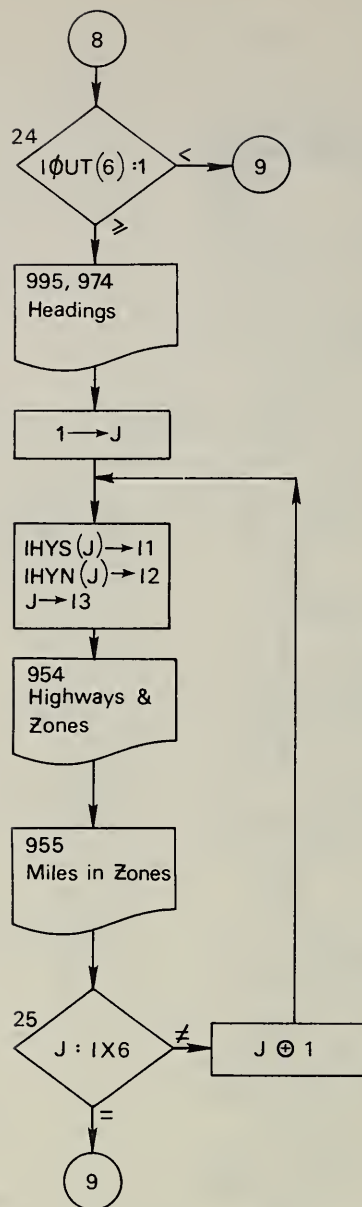 8
24
IØUT(6) :1
<
9
≥
995, 974
Headings
1 → J
IHYS(J) → I1
IHYN(J) → I2
J → I3
954
Highways &
Zones
955
Miles in Zones
25
J : IX6
≠
J ⊕ 1
=
9